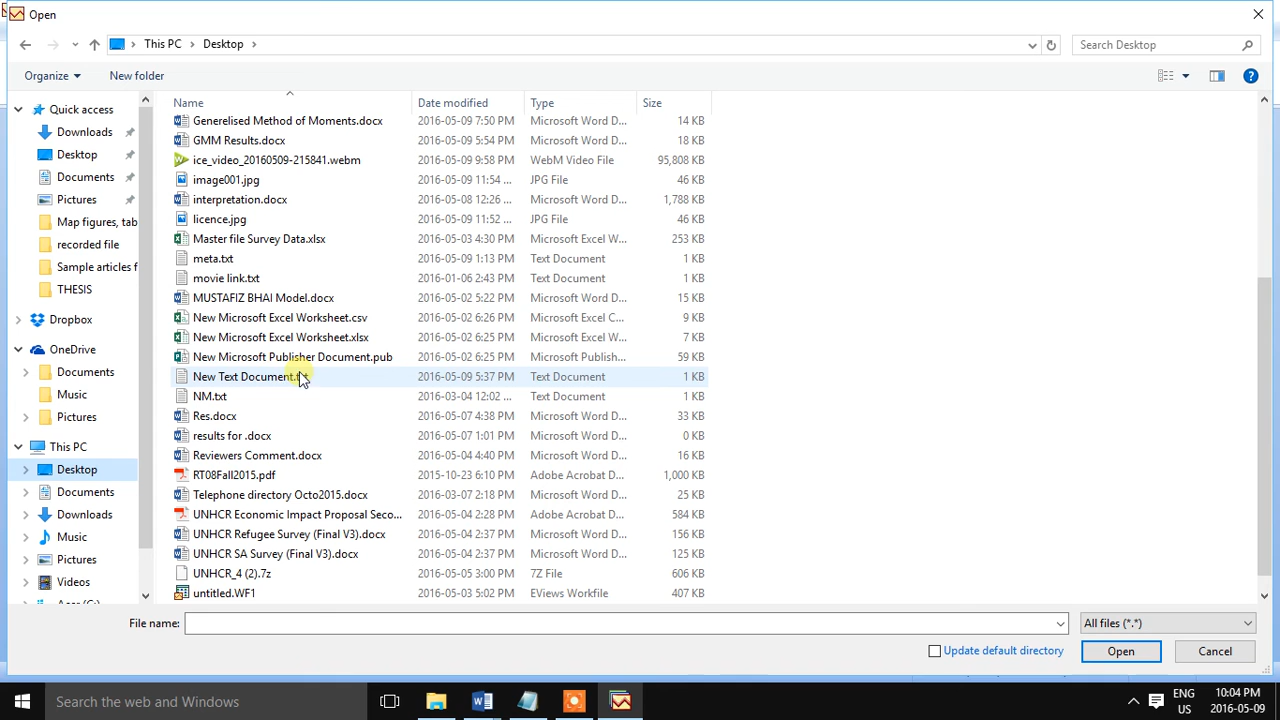 Open
This PC
Desktop
Search Desktop
Organize
New folder
Name
Date modified
Type
Size
Quick access
Downloads
Desktop
Documents
Pictures
Map figures, tab
recorded file
Sample articles f
THESIS
Dropbox
OneDrive
Documents
Music
Pictures
This PC
Desktop
Documents
Downloads
Music
Pictures
Videos
Generelised Method of Moments.docx 2016-05-09 7:50 PM Microsoft Word D... 14 KB
GMM Results.docx 2016-05-09 5:54 PM Microsoft Word D... 18 KB
ice_video_20160509-215841.webm 2016-05-09 9:58 PM WebM Video File 95,808 KB
image001.jpg 2016-05-09 11:54 ... JPG File 46 KB
interpretation.docx 2016-05-08 12:26 ... Microsoft Word D... 1,788 KB
licence.jpg 2016-05-09 11:52 ... JPG File 46 KB
Master file Survey Data.xlsx 2016-05-03 4:30 PM Microsoft Excel W... 253 KB
meta.txt 2016-05-09 1:13 PM Text Document 1 KB
movie link.txt 2016-01-06 2:43 PM Text Document 1 KB
MUSTAFIZ BHAI Model.docx 2016-05-02 5:22 PM Microsoft Word D... 15 KB
New Microsoft Excel Worksheet.csv 2016-05-02 6:26 PM Microsoft Excel C... 9 KB
New Microsoft Excel Worksheet.xlsx 2016-05-02 6:25 PM Microsoft Excel W... 7 KB
New Microsoft Publisher Document.pub 2016-05-02 6:25 PM Microsoft Publish... 59 KB
New Text Document.txt 2016-05-09 5:37 PM Text Document 1 KB
NM.txt 2016-03-04 12:02 ... Text Document 1 KB
Res.docx 2016-05-07 4:38 PM Microsoft Word D... 33 KB
results for .docx 2016-05-07 1:01 PM Microsoft Word D... 0 KB
Reviewers Comment.docx 2016-05-04 4:40 PM Microsoft Word D... 16 KB
RT08Fall2015.pdf 2015-10-23 6:10 PM Adobe Acrobat D... 1,000 KB
Telephone directory Octo2015.docx 2016-03-07 2:18 PM Microsoft Word D... 25 KB
UNHCR Economic Impact Proposal Seco... 2016-05-04 2:28 PM Adobe Acrobat D... 584 KB
UNHCR Refugee Survey (Final V3).docx 2016-05-04 2:37 PM Microsoft Word D... 156 KB
UNHCR SA Survey (Final V3).docx 2016-05-04 2:37 PM Microsoft Word D... 125 KB
UNHCR_4 (2).7z 2016-05-05 3:00 PM 7Z File 606 KB
untitled.WF1 2016-05-03 5:02 PM EViews Workfile 407 KB
File name:
All files (*.*)
Update default directory
Open
Cancel
Search the web and Windows
ENG
US
10:04 PM
2016-05-09